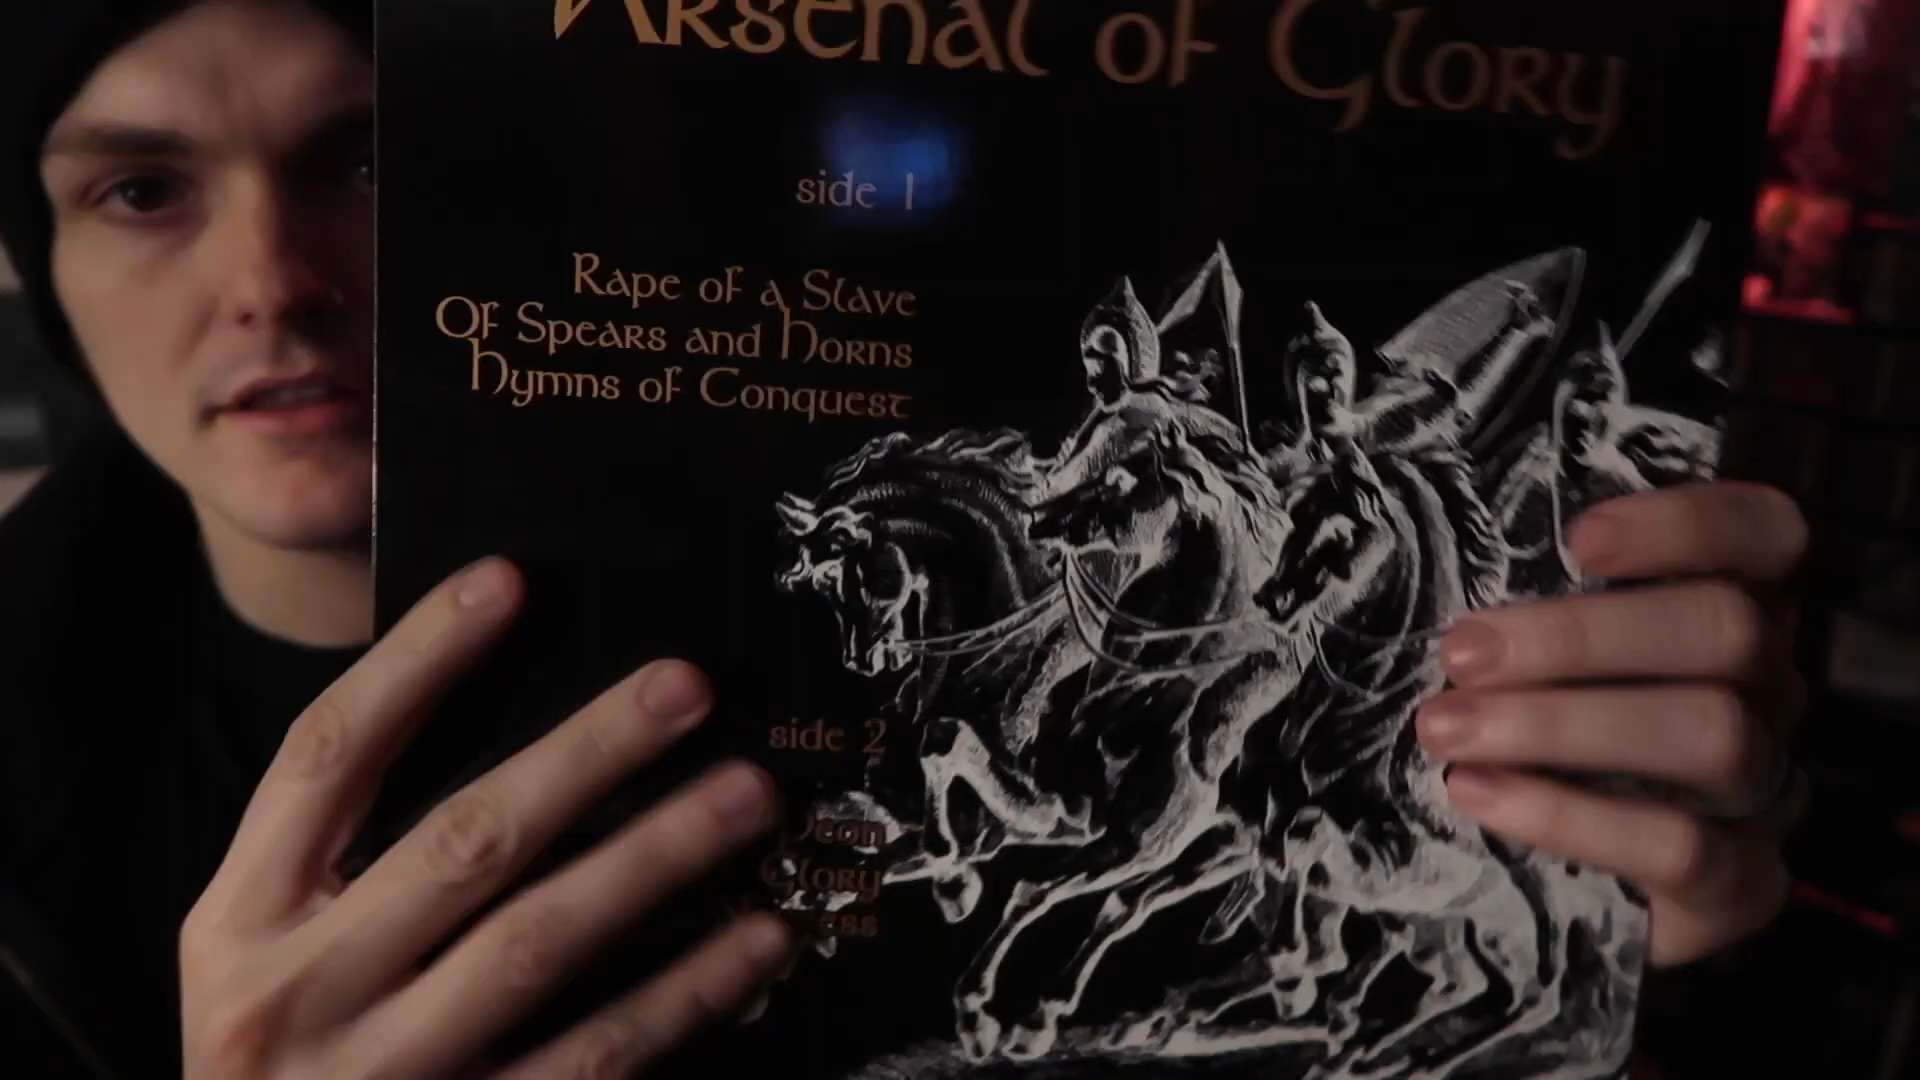 Arsenal of Glory
side 1
Rape of a Slave
Of Spears and Horns
Hymns of Conquest
side 2
Glory